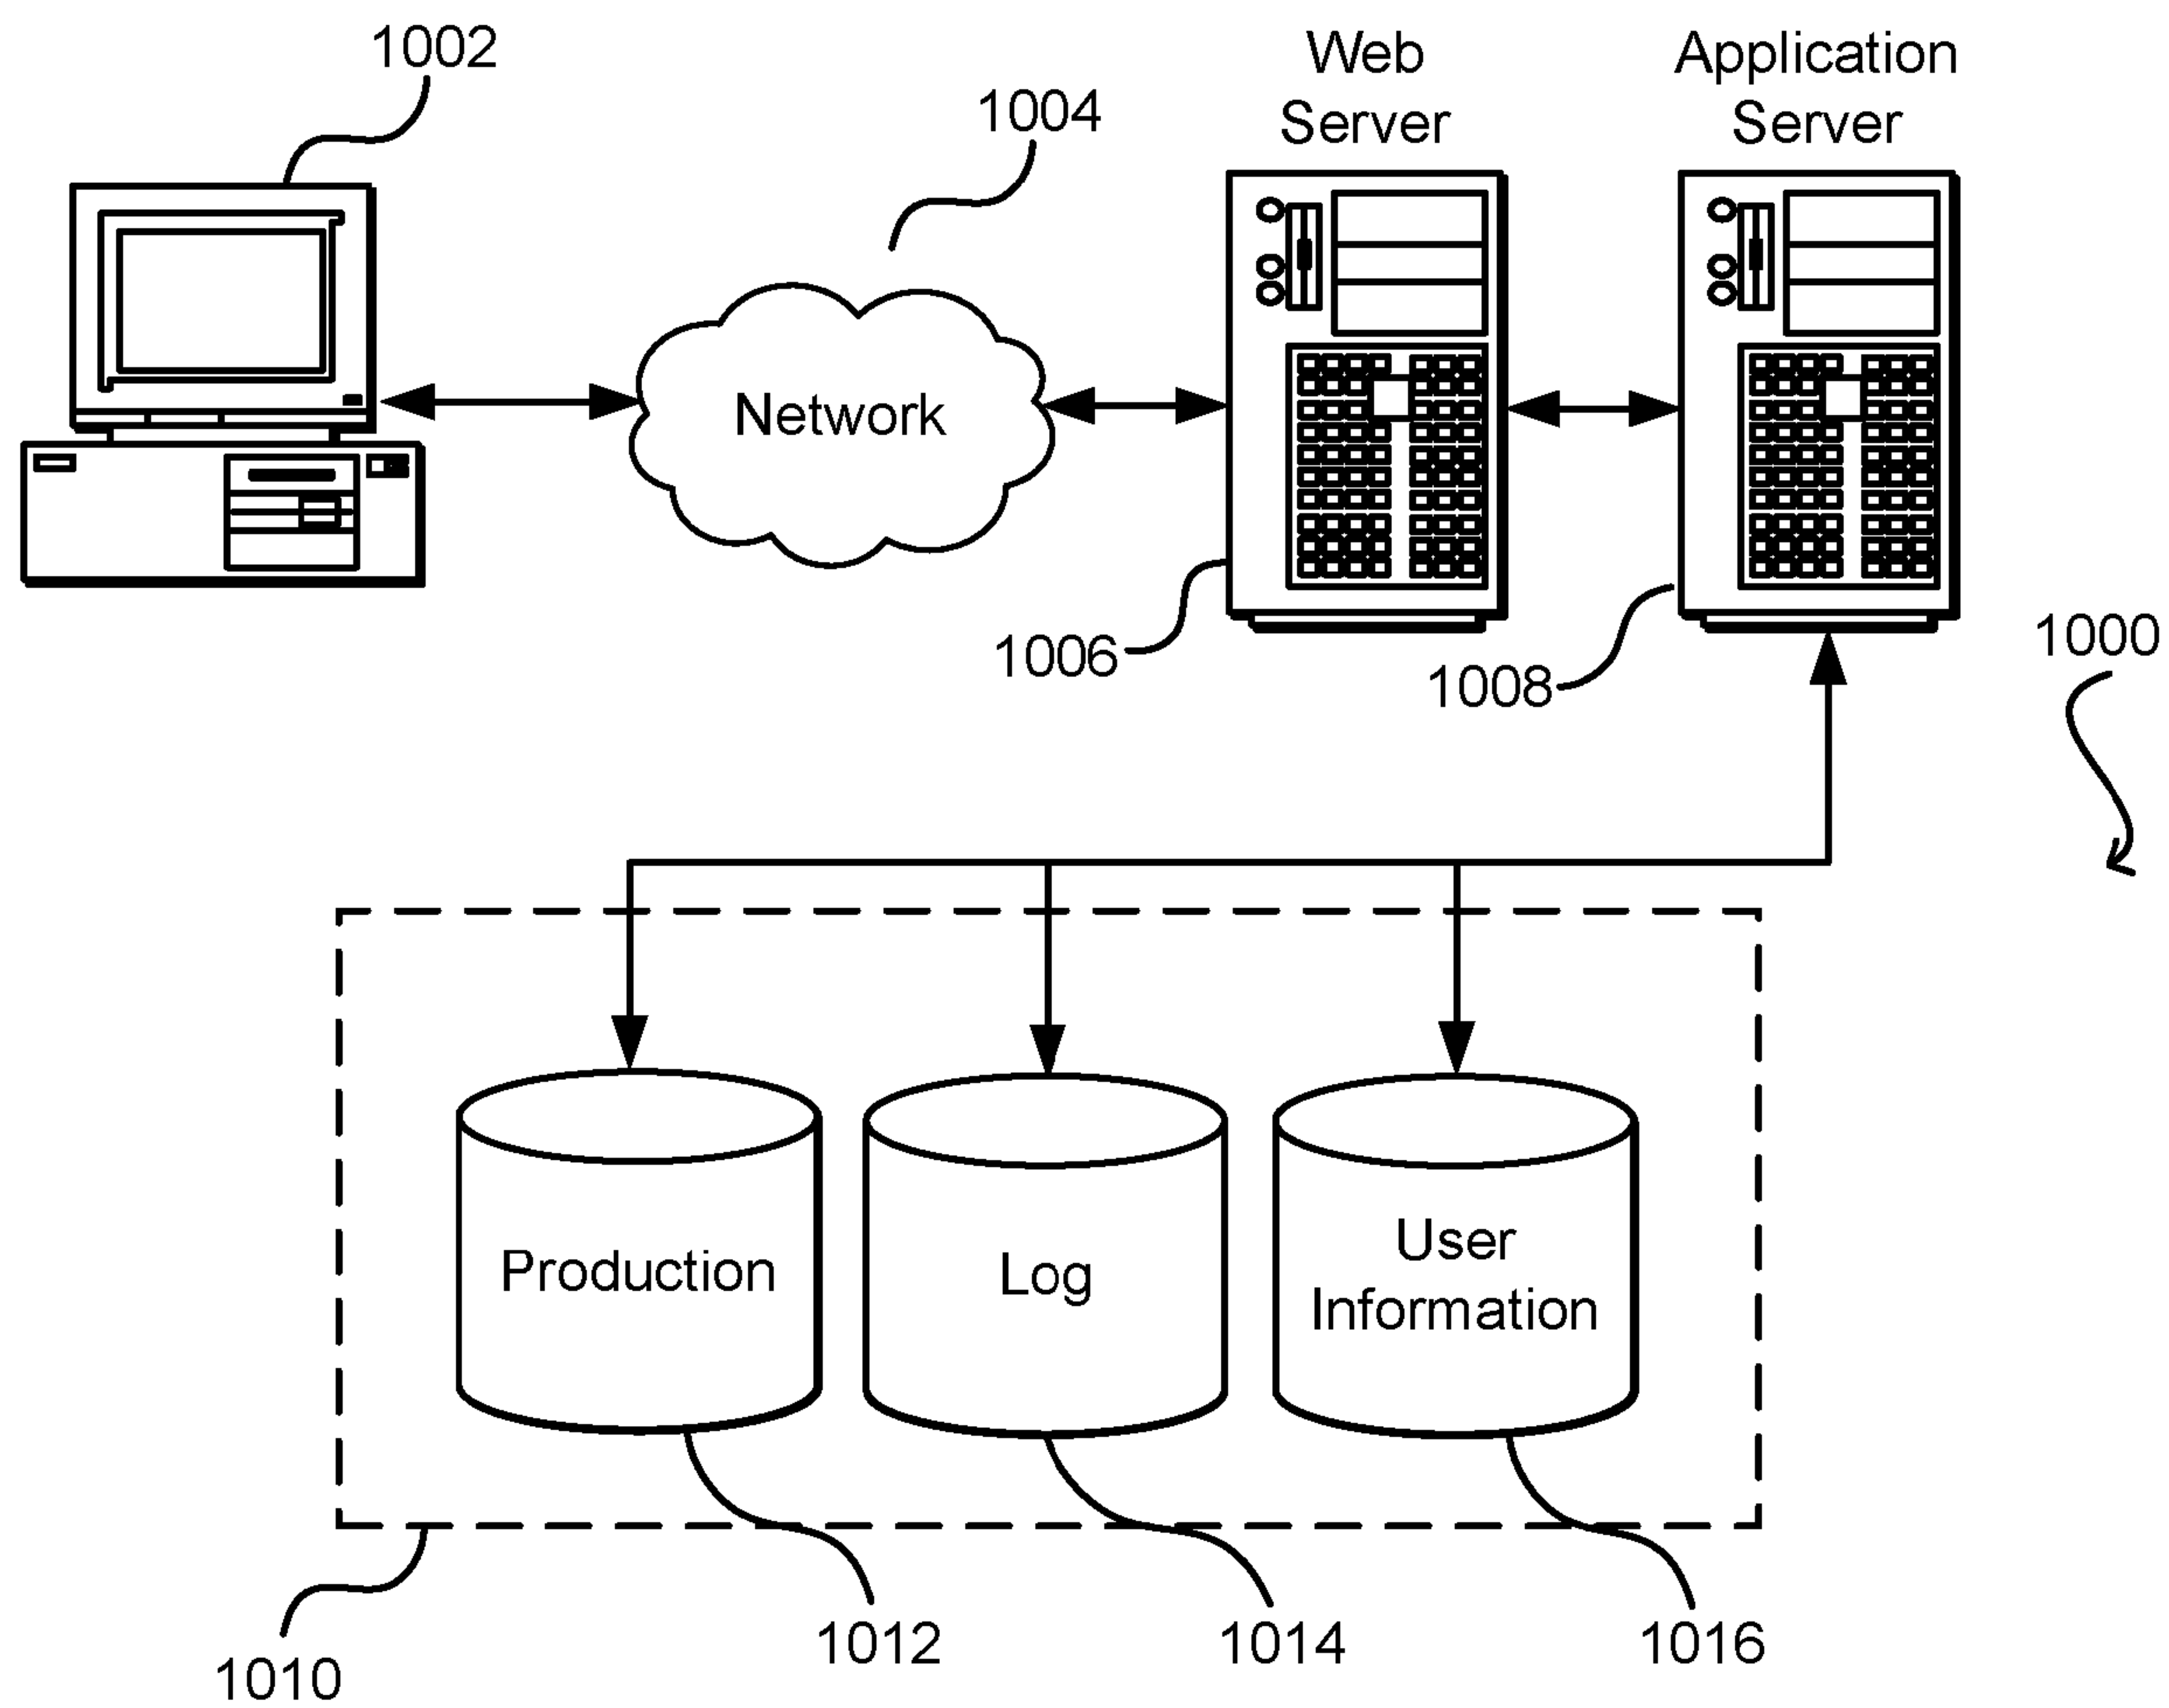 1002
1004
Web
Server
Application
Server
Network
1006
1008
1000
Production
Log
User
Information
1010
1012
1014
1016